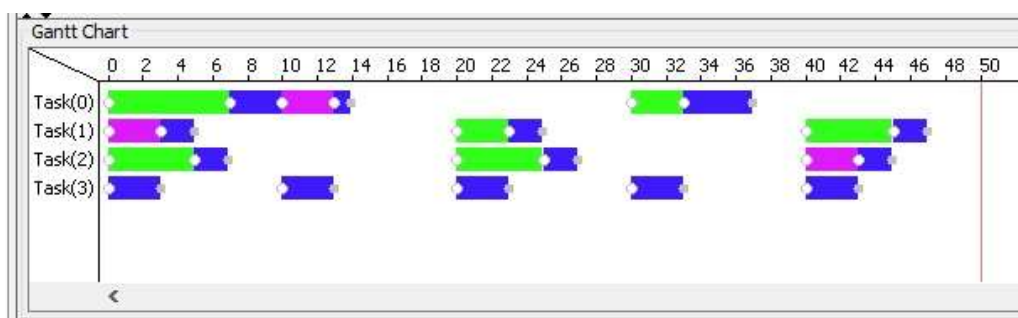 Gantt Chart
0 2 4 6 8 10 12 14 16 18 20 22 24 26 28 30 32 34 36 38 40 42 44 46 48 50
Task(0)
Task(1)
Task(2)
Task(3)